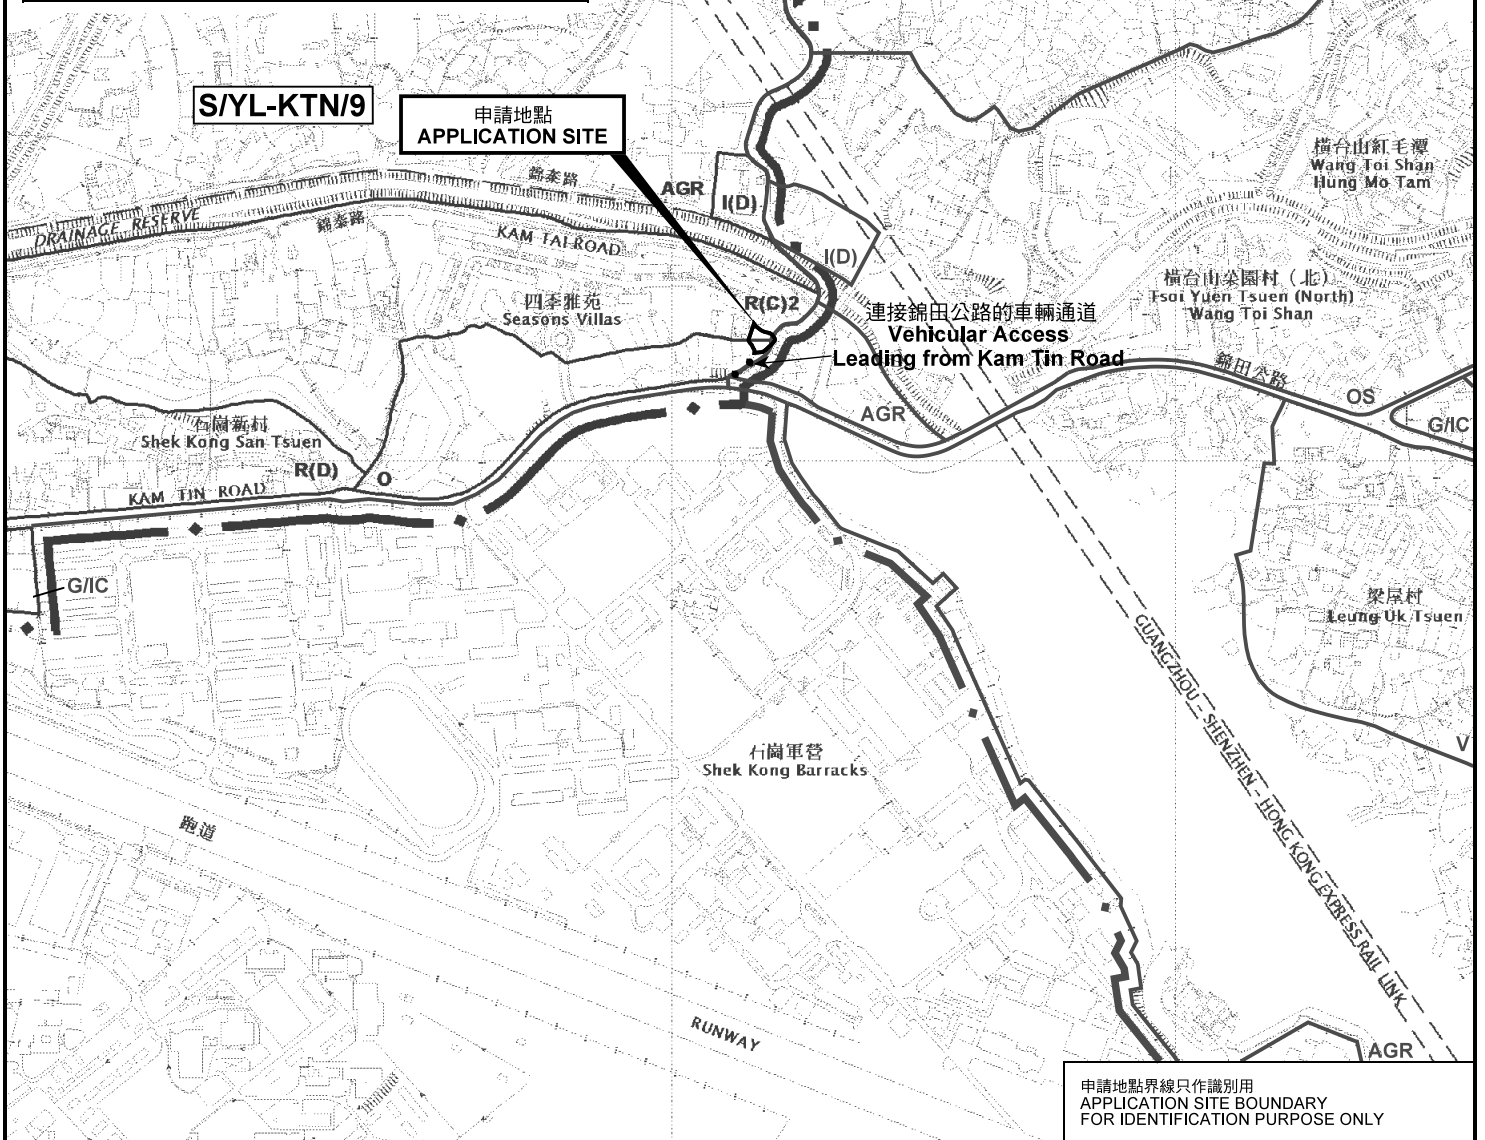 S/YL-KTN/9
申請地點
APPLICATION SITE
錦泰路
AGR
I(D)
DRAINAGE RESERVE
錦泰路
KAM TAI ROAD
I(D)
橫台山紅毛潭
Wang Toi Shan
Hung Mo Tam
四季雅苑
Seasons Villas
R(C)2
橫台山菜園村（北）
Tsoi Yuen Tsuen (North)
Wang Toi Shan
連接錦田公路的車輛通道
Vehicular Access
Leading from Kam Tin Road
錦田公路
OS
G/IC
AGR
石崗新村
Shek Kong San Tsuen
R(D)
O
KAM TIN ROAD
G/IC
梁屋村
Leung Uk Tsuen
GUANGZHOU - SHENZHEN - HONG KONG EXPRESS RAIL LINK
V
石崗軍營
Shek Kong Barracks
跑道
RUNWAY
AGR
申請地點界線只作識別用
APPLICATION SITE BOUNDARY
FOR IDENTIFICATION PURPOSE ONLY